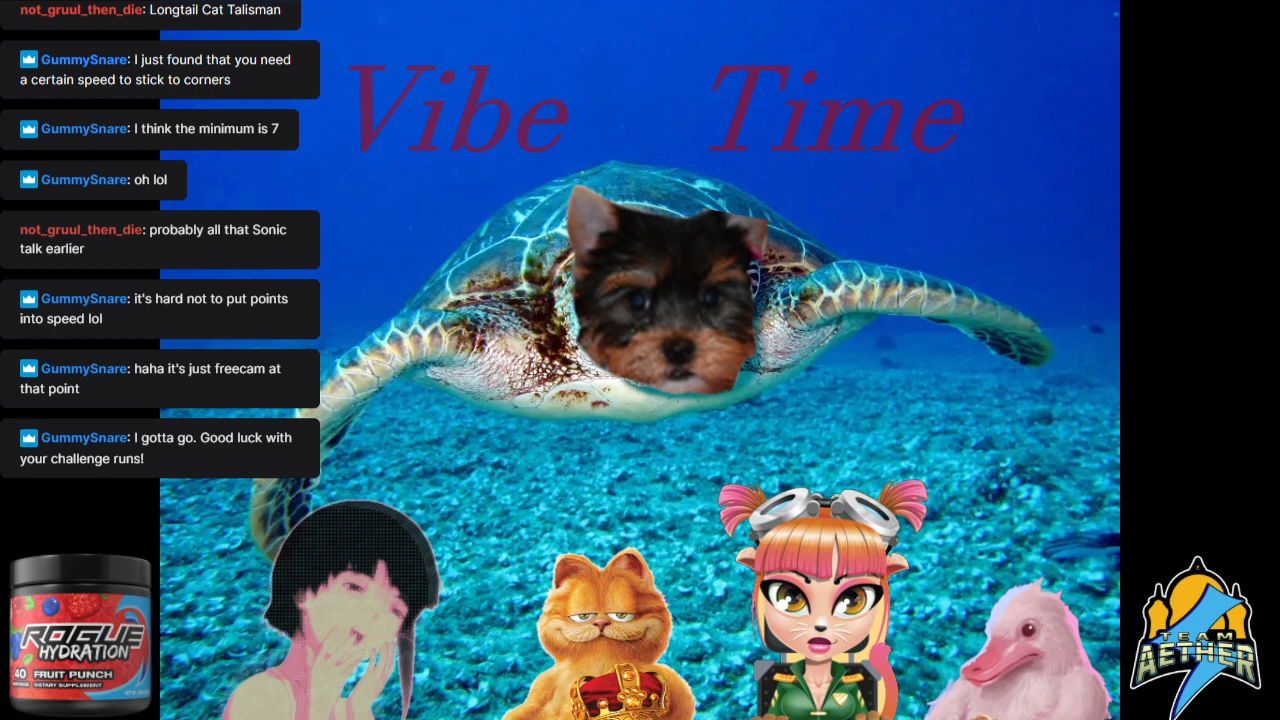 not_gruul_then_die: Longtail Cat Talisman
GummySnare: I just found that you need
a certain speed to stick to corners
GummySnare: I think the minimum is 7
GummySnare: oh lol
not_gruul_then_die: probably all that Sonic
talk earlier
GummySnare: it's hard not to put points
into speed lol
GummySnare: haha it's just freecam at
that point
GummySnare: I gotta go. Good luck with
your challenge runs!
Vibe Time
ROGUE
HYDRATION
40 FRUIT PUNCH
DIETARY SUPPLEMENT
TEAM
AETHER